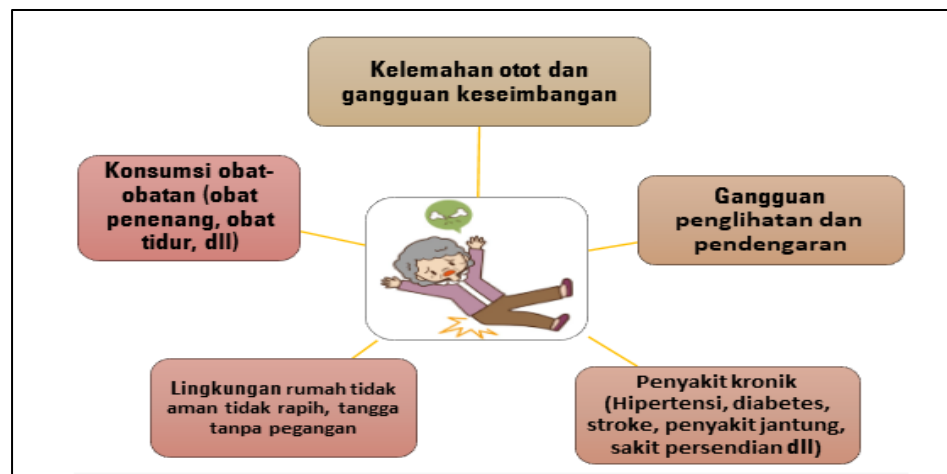 Kelemahan otot dan
gangguan keseimbangan
Konsumsi obat-
obatan (obat
penenang, obat
tidur, dll)
Gangguan
penglihatan dan
pendengaran
Lingkungan rumah tidak
aman tidak rapih, tangga
tanpa pegangan
Penyakit kronik
(Hipertensi, diabetes,
stroke, penyakit jantung,
sakit persendian dll)